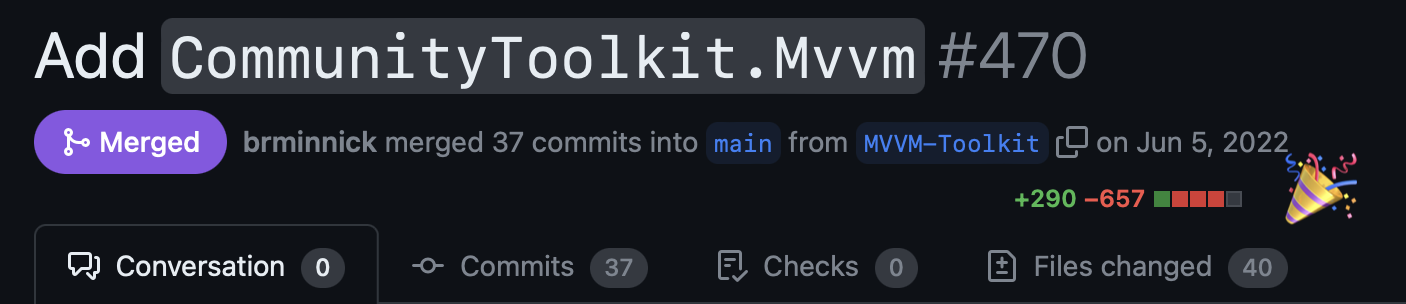 Add CommunityToolkit.Mvvm #470
Merged brminnick merged 37 commits into main from MVVM-Toolkit on Jun 5, 2022
+290 −657
Conversation 0 Commits 37 Checks 0 Files changed 40